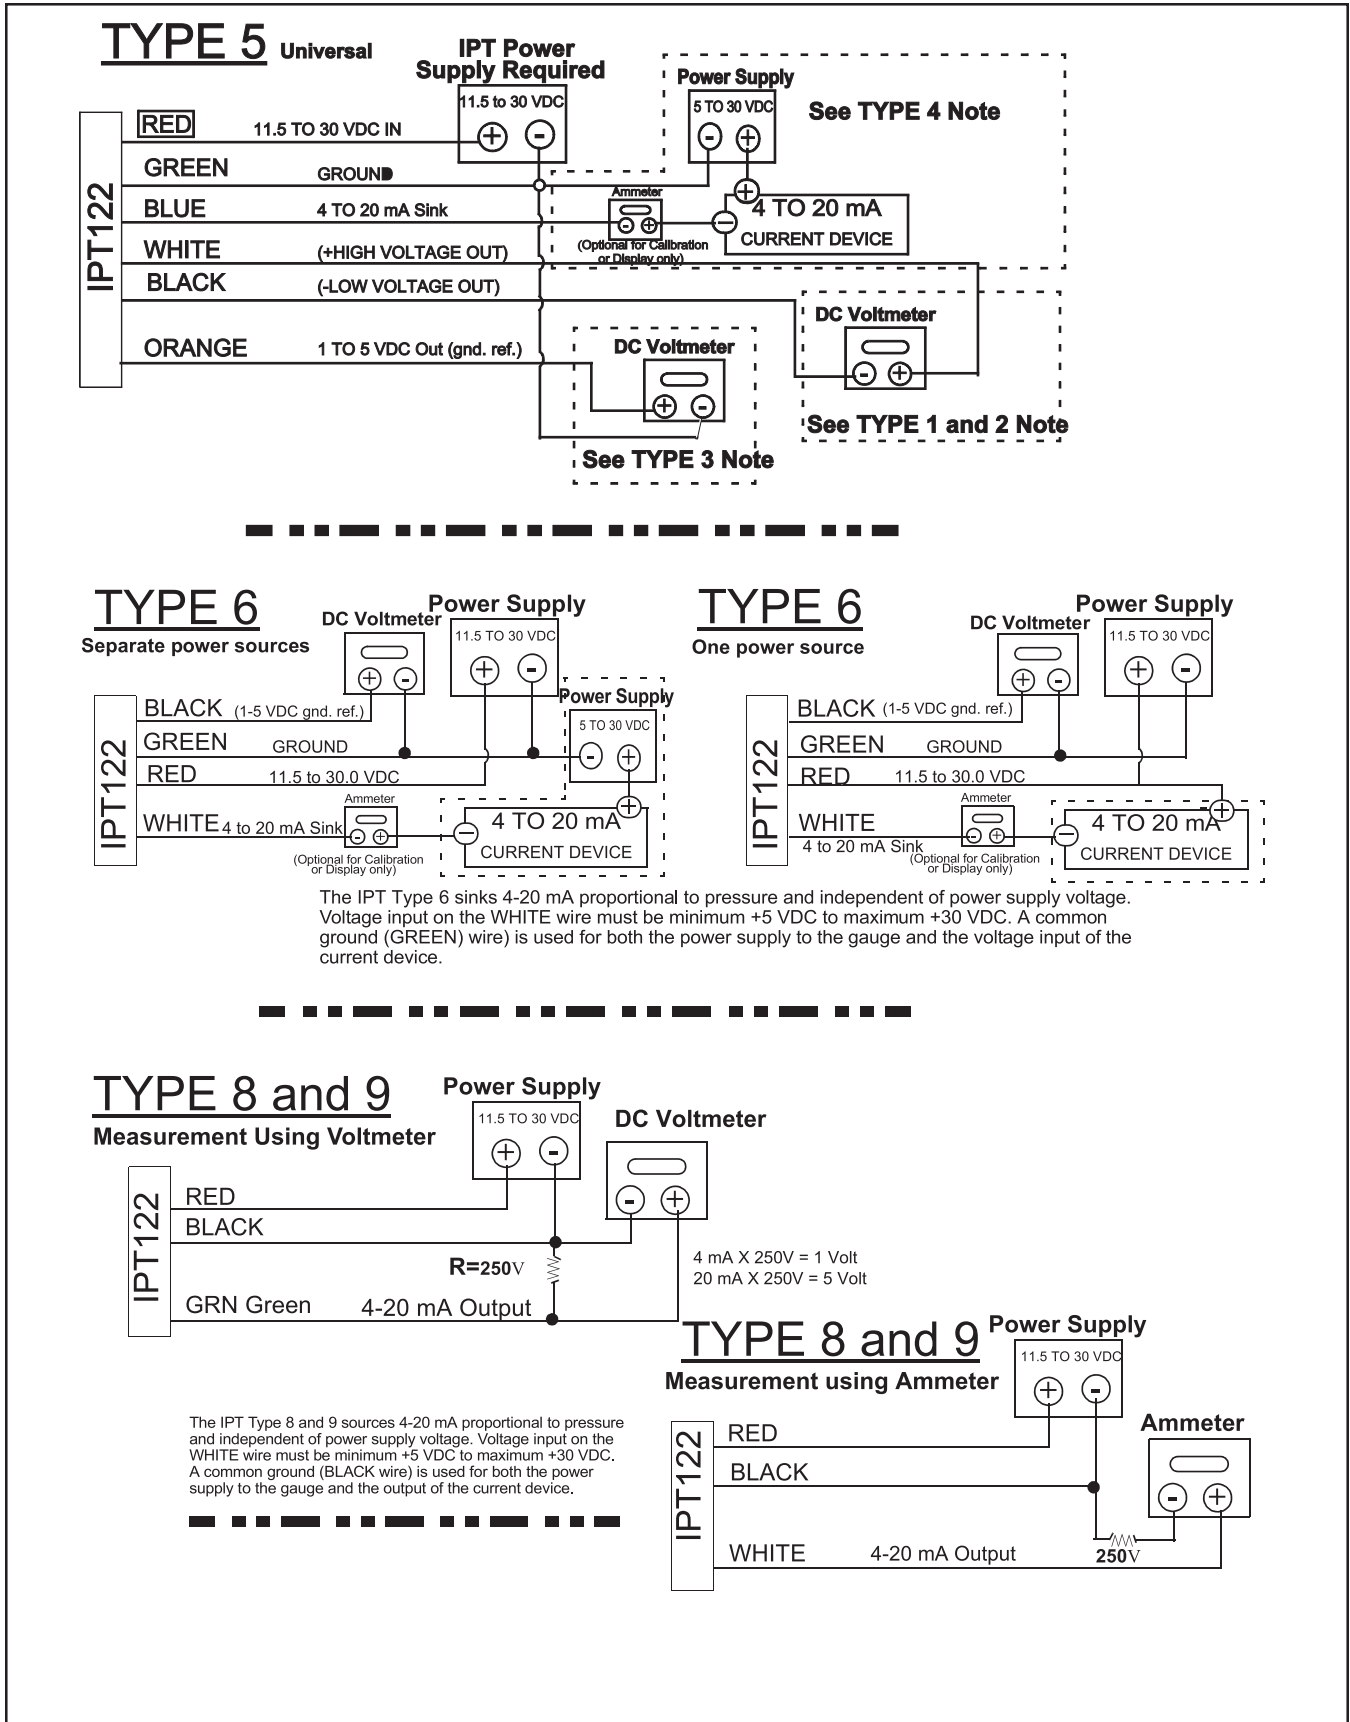 TYPE 5 Universal
IPT Power
Supply Required
11.5 to 30 VDC
+ -
Power Supply
5 TO 30 VDC
- +
See TYPE 4 Note
IPT122
RED 11.5 TO 30 VDC IN
GREEN GROUND
BLUE 4 TO 20 mA Sink
WHITE (+HIGH VOLTAGE OUT)
BLACK (-LOW VOLTAGE OUT)
ORANGE 1 TO 5 VDC Out (gnd. ref.)
Ammeter
- +
(Optional for Calibration
or Display only)
+
−
4 TO 20 mA
CURRENT DEVICE
DC Voltmeter
- +
See TYPE 1 and 2 Note
DC Voltmeter
+ -
See TYPE 3 Note
TYPE 6
Separate power sources
DC Voltmeter
+ -
Power Supply
11.5 TO 30 VDC
+ -
Power Supply
5 TO 30 VDC
- +
IPT122
BLACK (1-5 VDC gnd. ref.)
GREEN GROUND
RED 11.5 to 30.0 VDC
WHITE 4 to 20 mA Sink
Ammeter
- +
(Optional for Calibration
or Display only)
+
−
4 TO 20 mA
CURRENT DEVICE
TYPE 6
One power source
DC Voltmeter
+ -
Power Supply
11.5 TO 30 VDC
+ -
IPT122
BLACK (1-5 VDC gnd. ref.)
GREEN GROUND
RED 11.5 to 30.0 VDC
WHITE
4 to 20 mA Sink
Ammeter
- +
(Optional for Calibration
or Display only)
+
−
4 TO 20 mA
CURRENT DEVICE
The IPT Type 6 sinks 4-20 mA proportional to pressure and independent of power supply voltage.
Voltage input on the WHITE wire must be minimum +5 VDC to maximum +30 VDC. A common
ground (GREEN) wire) is used for both the power supply to the gauge and the voltage input of the
current device.
TYPE 8 and 9
Measurement Using Voltmeter
Power Supply
11.5 TO 30 VDC
+ -
DC Voltmeter
- +
IPT122
RED
BLACK
R=250V
GRN Green 4-20 mA Output
4 mA X 250V = 1 Volt
20 mA X 250V = 5 Volt
TYPE 8 and 9
Measurement using Ammeter
Power Supply
11.5 TO 30 VDC
+ -
Ammeter
- +
IPT122
RED
BLACK
250V
WHITE 4-20 mA Output
The IPT Type 8 and 9 sources 4-20 mA proportional to pressure
and independent of power supply voltage. Voltage input on the
WHITE wire must be minimum +5 VDC to maximum +30 VDC.
A common ground (BLACK wire) is used for both the power
supply to the gauge and the output of the current device.